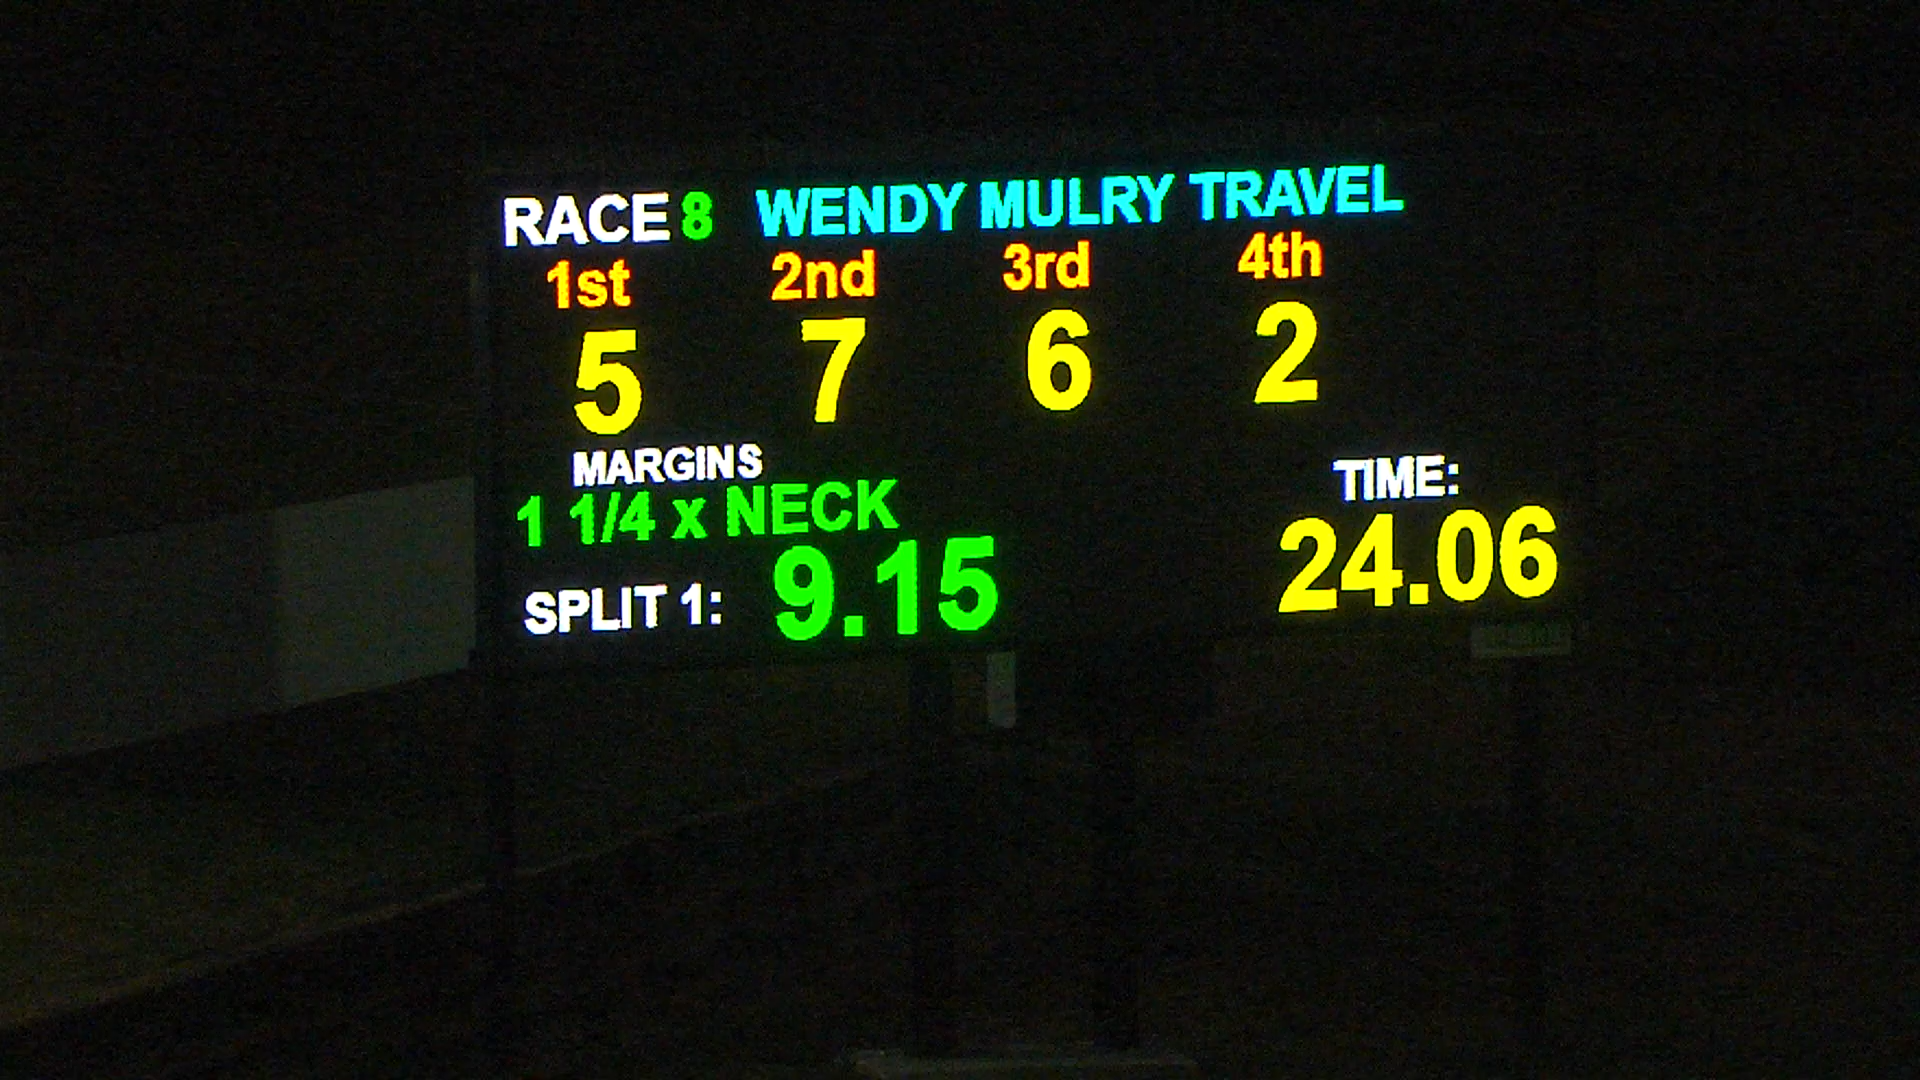 RACE 8 WENDY MULRY TRAVEL
1st 2nd 3rd 4th
5 7 6 2
MARGINS
1 1/4 x NECK
TIME:
24.06
SPLIT 1: 9.15